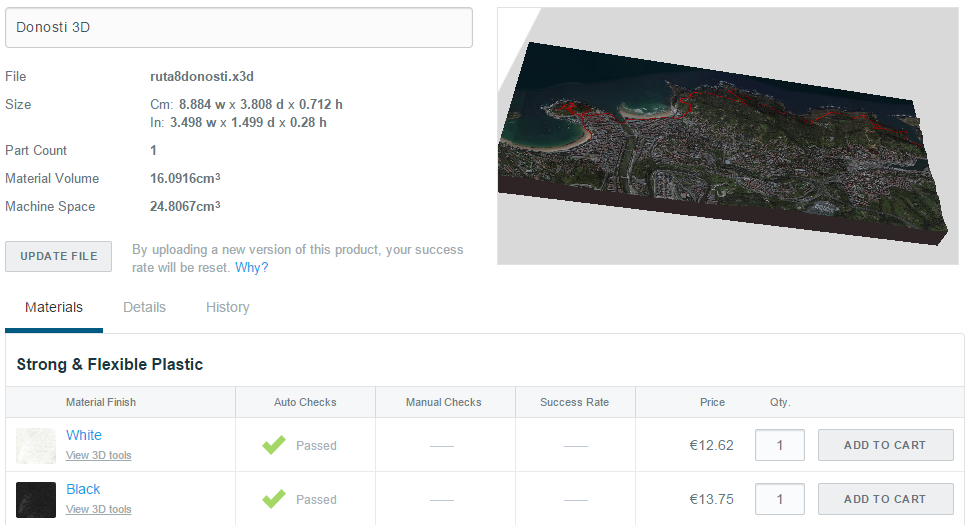 Donosti 3D
File ruta8donosti.x3d
Size Cm: 8.884 w x 3.808 d x 0.712 h
In: 3.498 w x 1.499 d x 0.28 h
Part Count 1
Material Volume 16.0916cm³
Machine Space 24.8067cm³
UPDATE FILE By uploading a new version of this product, your success
rate will be reset. Why?
Materials Details History
Strong & Flexible Plastic
Material Finish Auto Checks Manual Checks Success Rate Price Qty.
White
View 3D tools
Passed
€12.62 1 ADD TO CART
Black
View 3D tools
Passed
€13.75 1 ADD TO CART